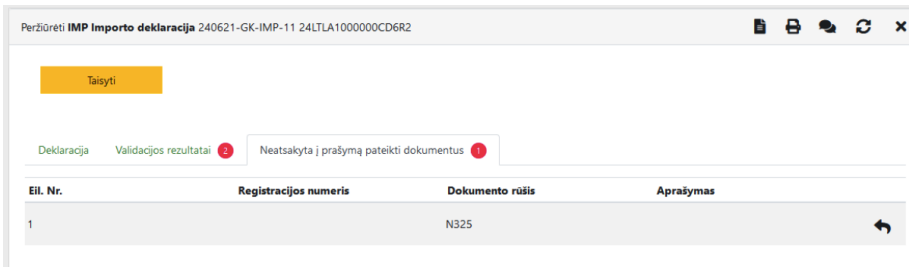 Peržiūrėti IMP Importo deklaracija 240621-GK-IMP-11 24LTLA1000000CD6R2
Taisyti
Deklaracija Validacijos rezultatai 2 Neatsakyta į prašymą pateikti dokumentus 1
Eil. Nr. Registracijos numeris Dokumento rūšis Aprašymas
1 N325